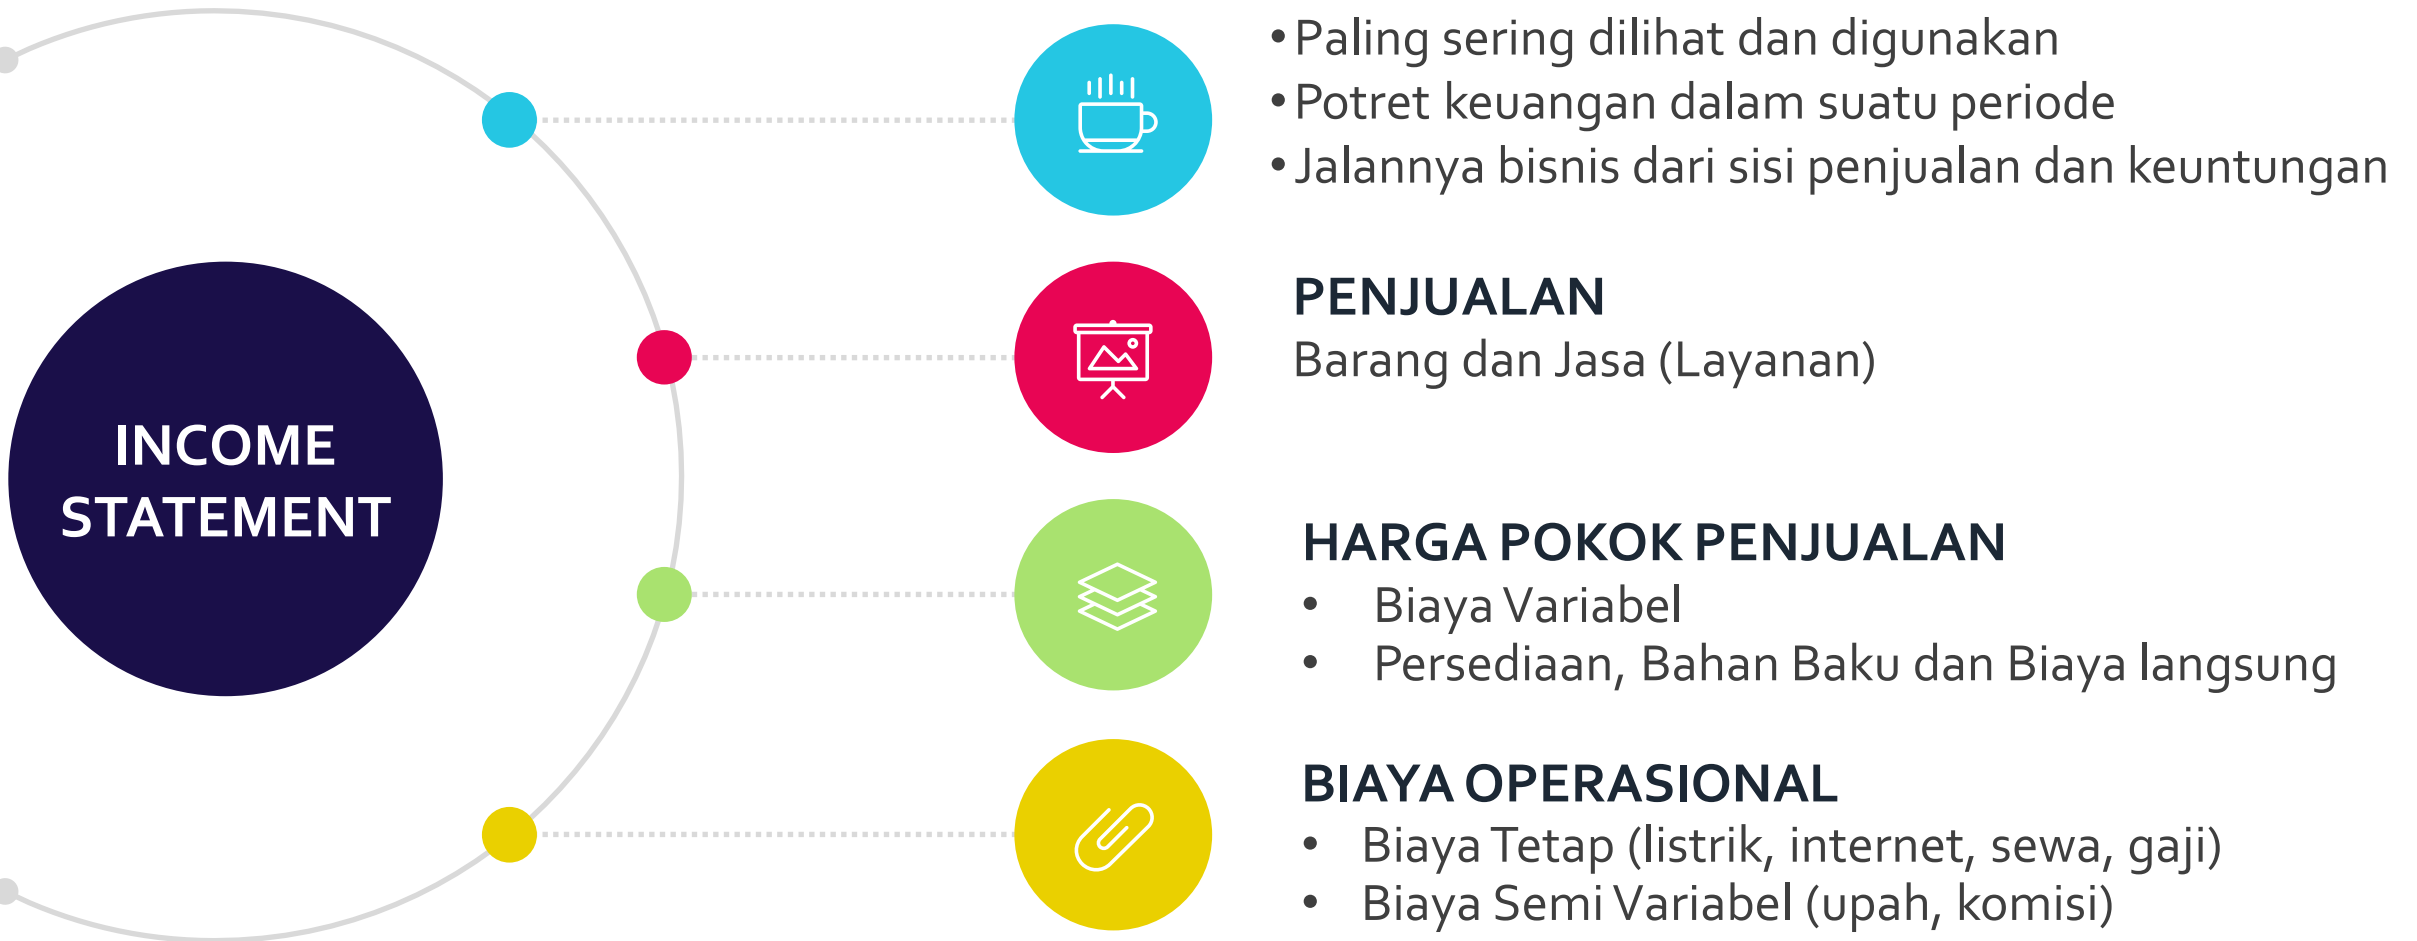 INCOME
STATEMENT
• Paling sering dilihat dan digunakan
• Potret keuangan dalam suatu periode
• Jalannya bisnis dari sisi penjualan dan keuntungan
PENJUALAN
Barang dan Jasa (Layanan)
HARGA POKOK PENJUALAN
• Biaya Variabel
• Persediaan, Bahan Baku dan Biaya langsung
BIAYA OPERASIONAL
• Biaya Tetap (listrik, internet, sewa, gaji)
• Biaya Semi Variabel (upah, komisi)